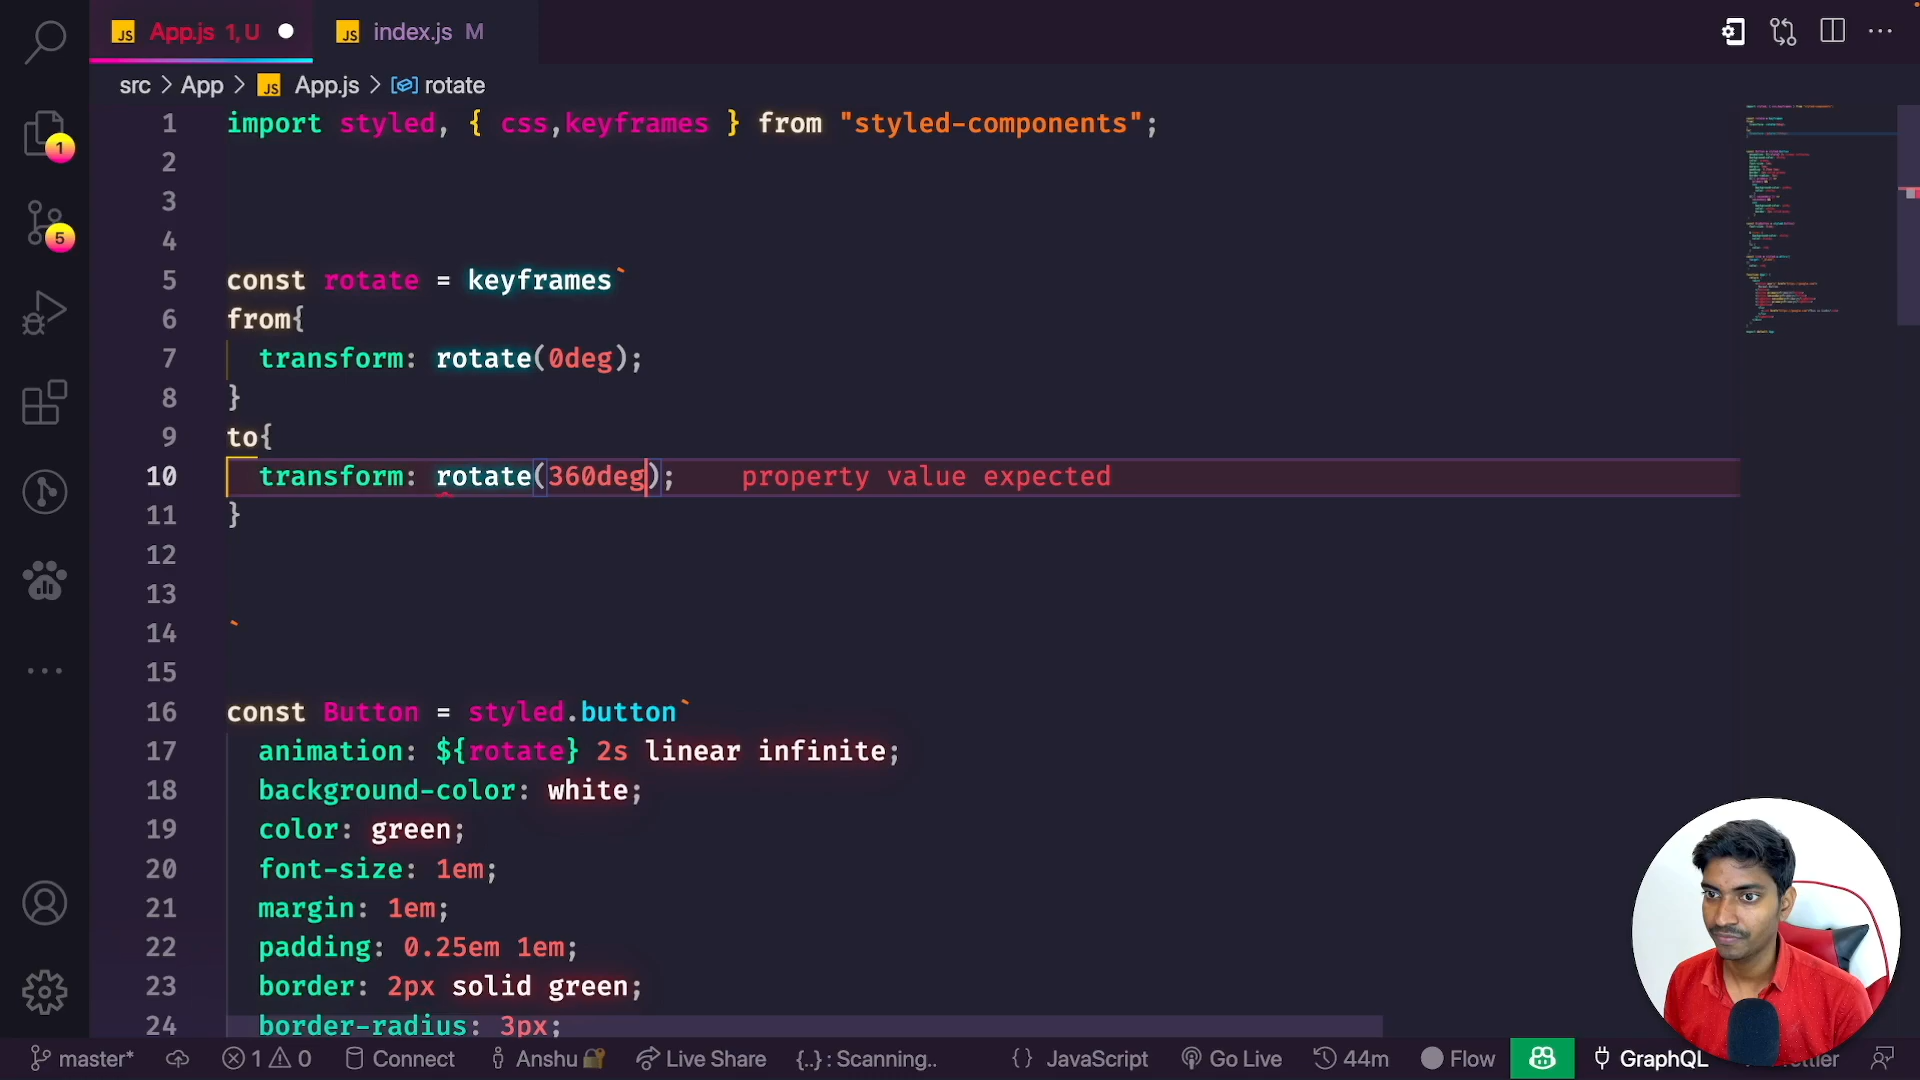 JS App.js 1, U
JS index.js M
src > App > JS App.js > rotate
1 import styled, { css,keyframes } from "styled-components";
2
3
4
5 const rotate = keyframes`
6 from{
7 transform: rotate(0deg);
8 }
9 to{
10 transform: rotate(360deg); property value expected
11 }
12
13
14 `
15
16 const Button = styled.button`
17 animation: ${rotate} 2s linear infinite;
18 background-color: white;
19 color: green;
20 font-size: 1em;
21 margin: 1em;
22 padding: 0.25em 1em;
23 border: 2px solid green;
24 border-radius: 3px;
1
5
master* 1 0 Connect Anshu Live Share {..} : Scanning.. {} JavaScript Go Live 44m Flow GraphQL